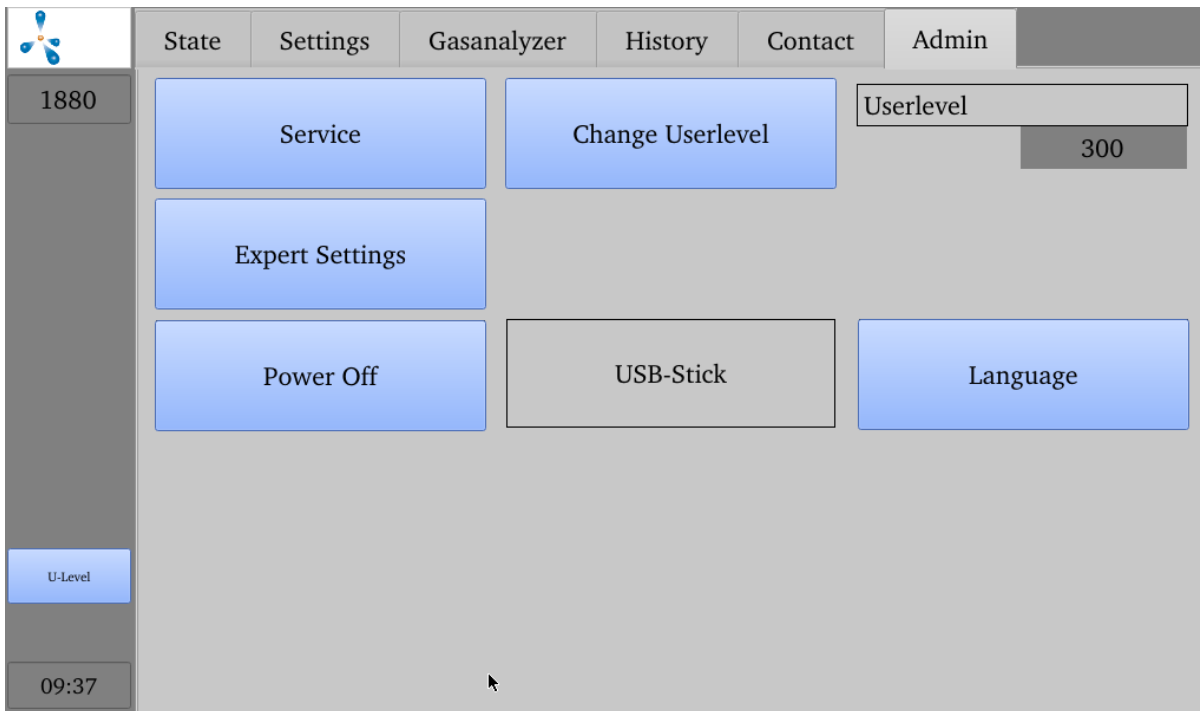 State Settings Gasanalyzer History Contact Admin
1880
Service Change Userlevel Userlevel
300
Expert Settings
Power Off USB-Stick Language
U-Level
09:37